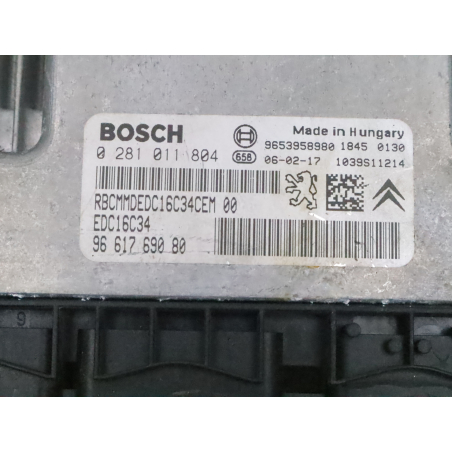 BOSCH
Made in Hungary
9653958980 1845 0130
0 281 011 804
658
06-02-17 1039S11214
RBCMMDEDC16C34CEM 00
EDC16C34
96 617 690 80
9